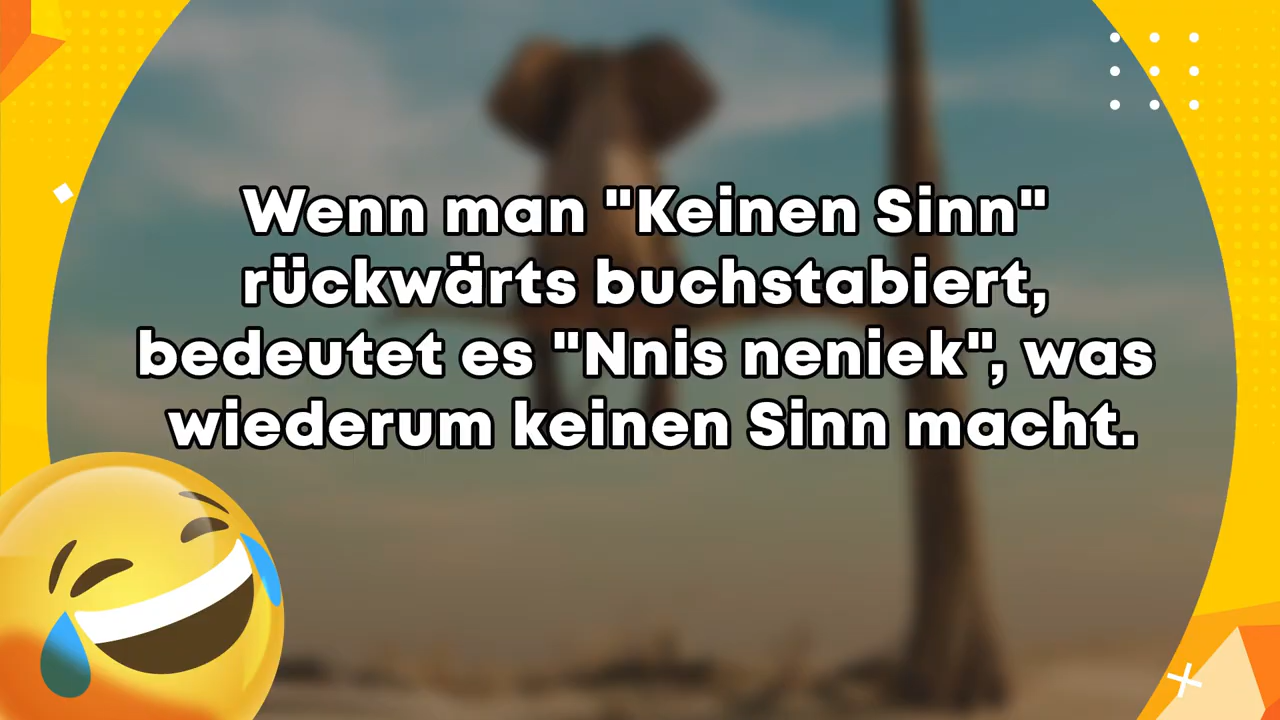 Wenn man "Keinen Sinn"
rückwärts buchstabiert,
bedeutet es "Nnis neniek", was
wiederum keinen Sinn macht.